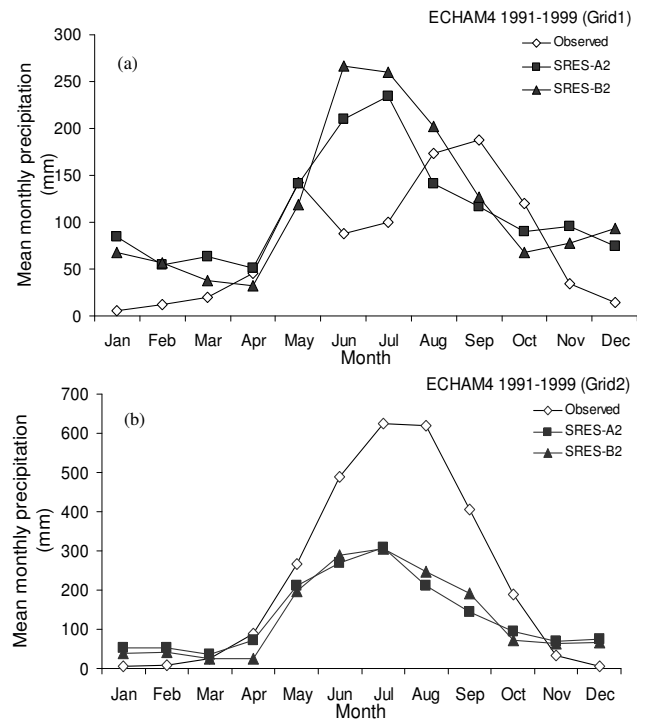 ECHAM4 1991-1999 (Grid1)
(a)
Observed
SRES-A2
SRES-B2
Mean monthly precipitation
(mm)
300
250
200
150
100
50
0
Jan Feb Mar Apr May Jun Jul Aug Sep Oct Nov Dec
Month
ECHAM4 1991-1999 (Grid2)
(b)
Observed
SRES-A2
SRES-B2
Mean monthly precipitation
(mm)
700
600
500
400
300
200
100
0
Jan Feb Mar Apr May Jun Jul Aug Sep Oct Nov Dec
Month